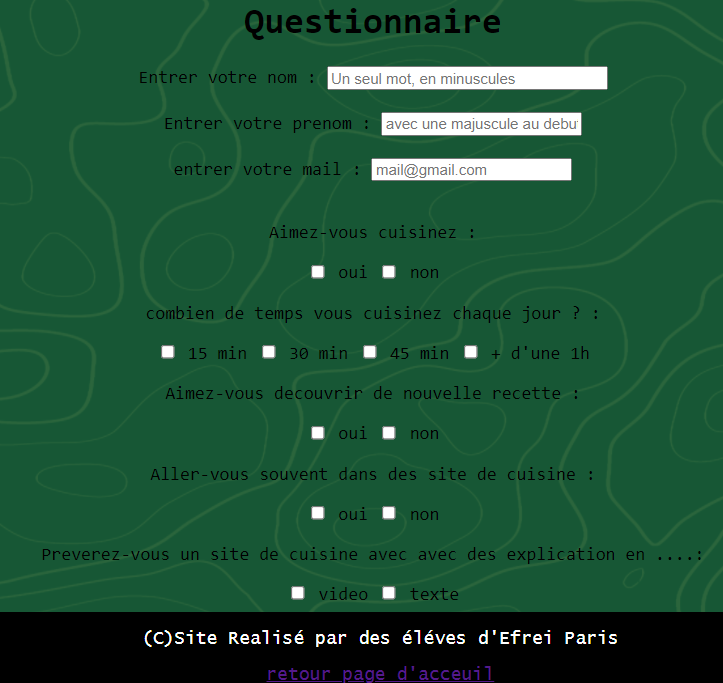 Questionnaire
Entrer votre nom : Un seul mot, en minuscules
Entrer votre prenom : avec une majuscule au debu
entrer votre mail : mail@gmail.com
Aimez-vous cuisinez :
oui non
combien de temps vous cuisinez chaque jour ? :
15 min 30 min 45 min + d'une 1h
Aimez-vous decouvrir de nouvelle recette :
oui non
Aller-vous souvent dans des site de cuisine :
oui non
Preverez-vous un site de cuisine avec avec des explication en ....:
video texte
(C)Site Realisé par des éléves d'Efrei Paris
retour page d'acceuil